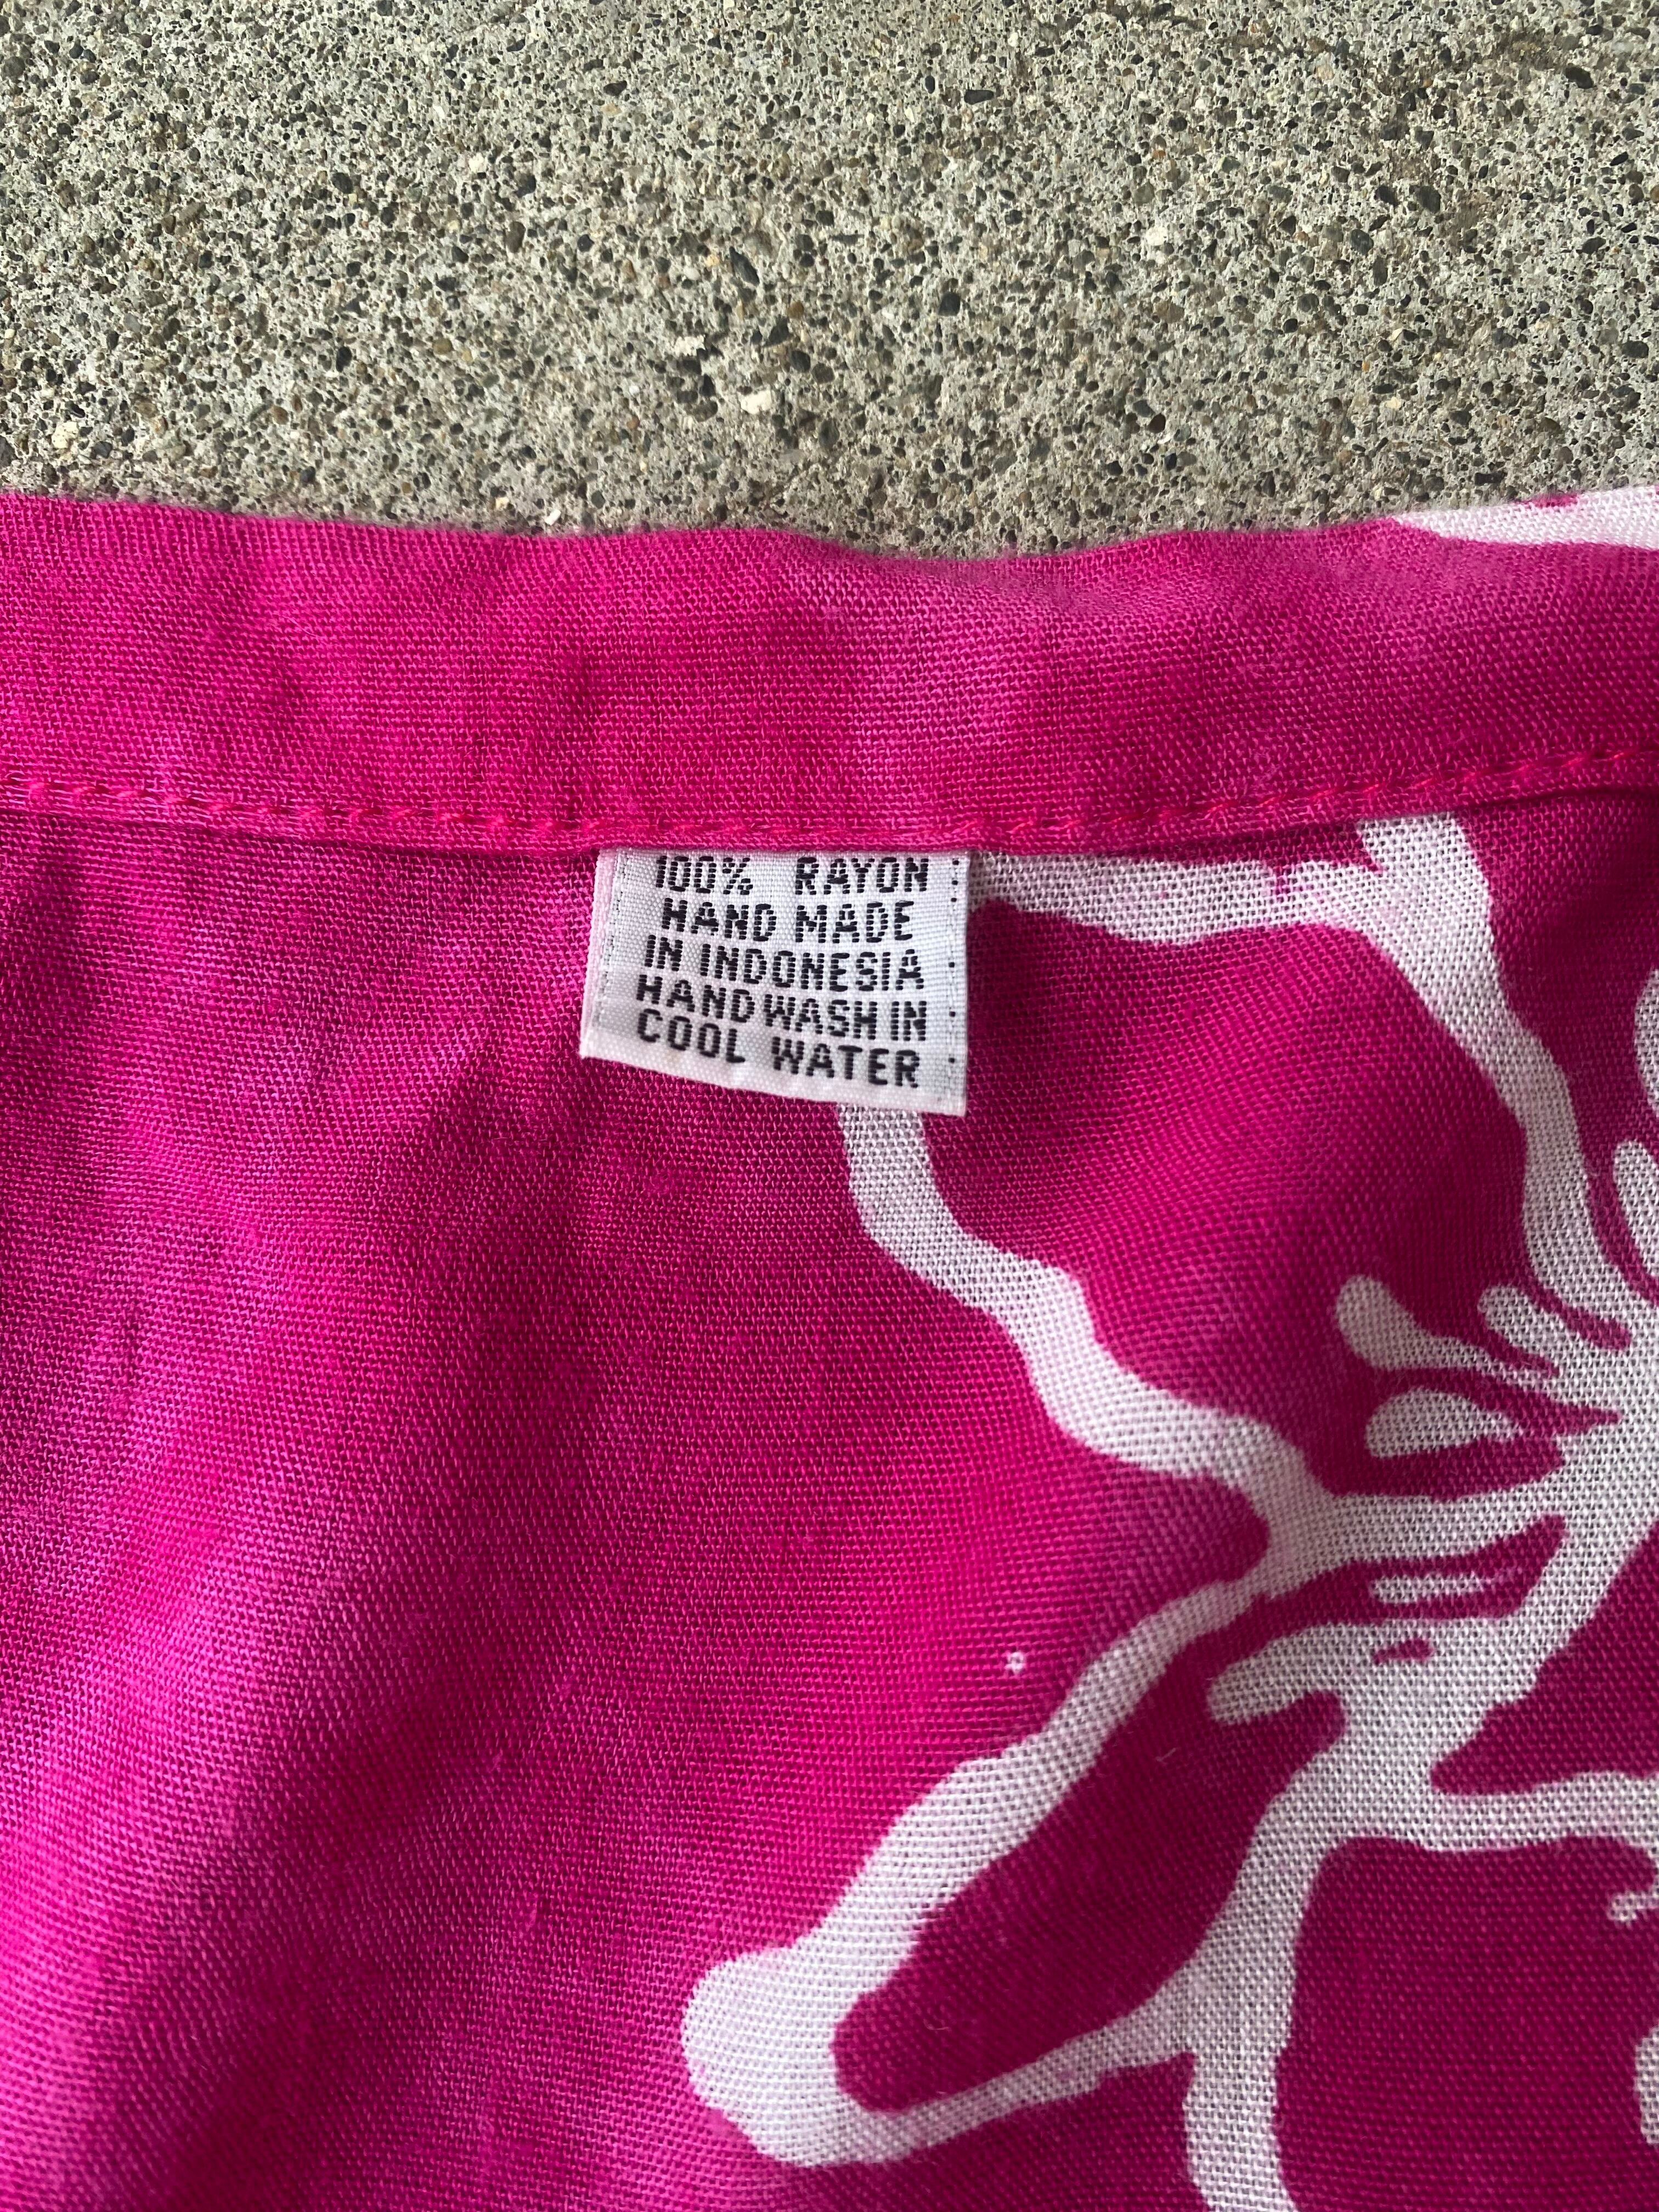 100% RAYON
HAND MADE
IN INDONESIA
HAND WASH IN
COOL WATER